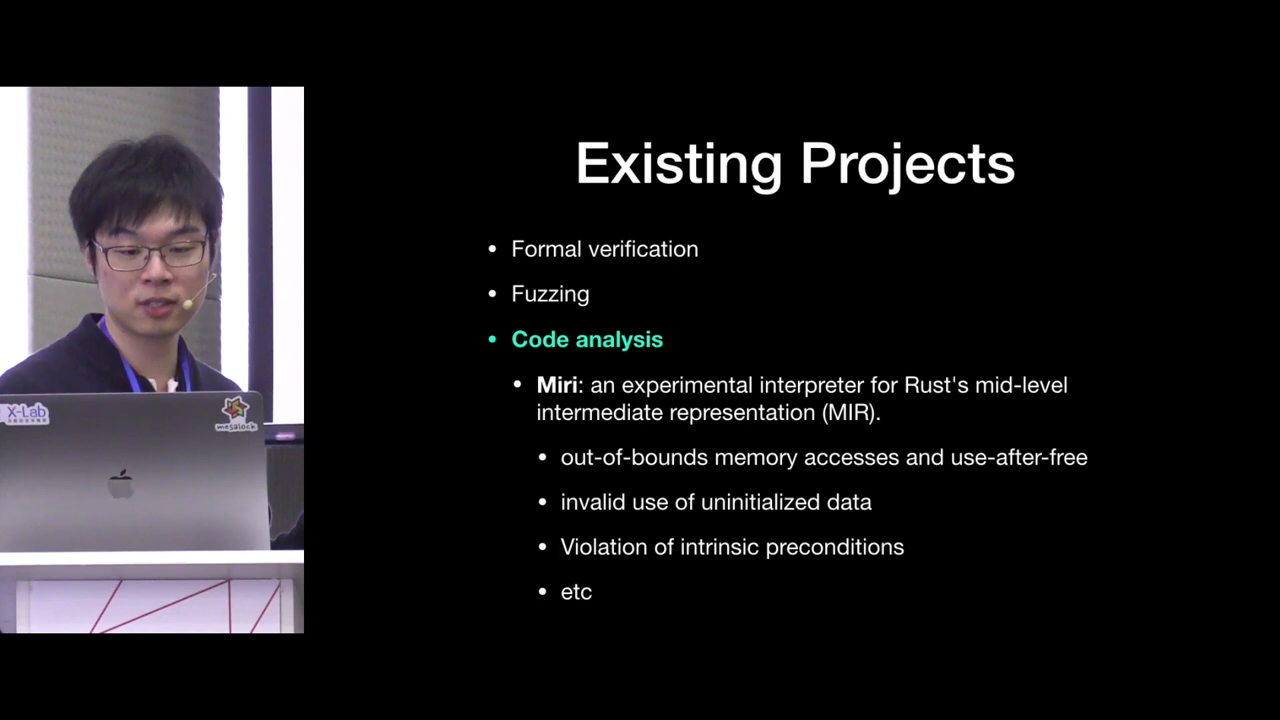 Existing Projects
• Formal verification
• Fuzzing
• Code analysis
• Miri: an experimental interpreter for Rust's mid-level
intermediate representation (MIR).
• out-of-bounds memory accesses and use-after-free
• invalid use of uninitialized data
• Violation of intrinsic preconditions
• etc
X-Lab
mesalock